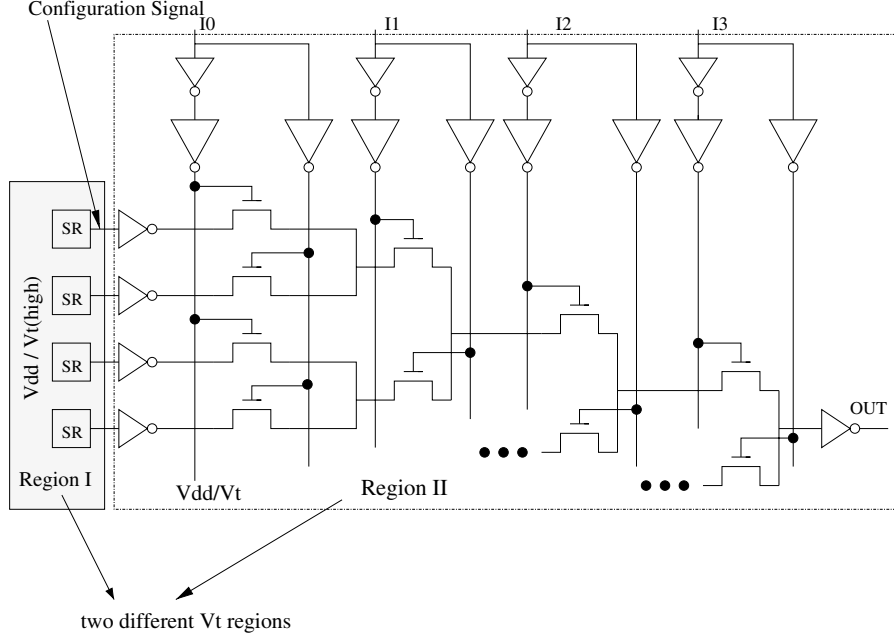 Configuration Signal
I0
I1
I2
I3
SR
SR
SR
SR
Vdd / Vt(high)
OUT
Region I
Vdd/Vt
Region II
two different Vt regions